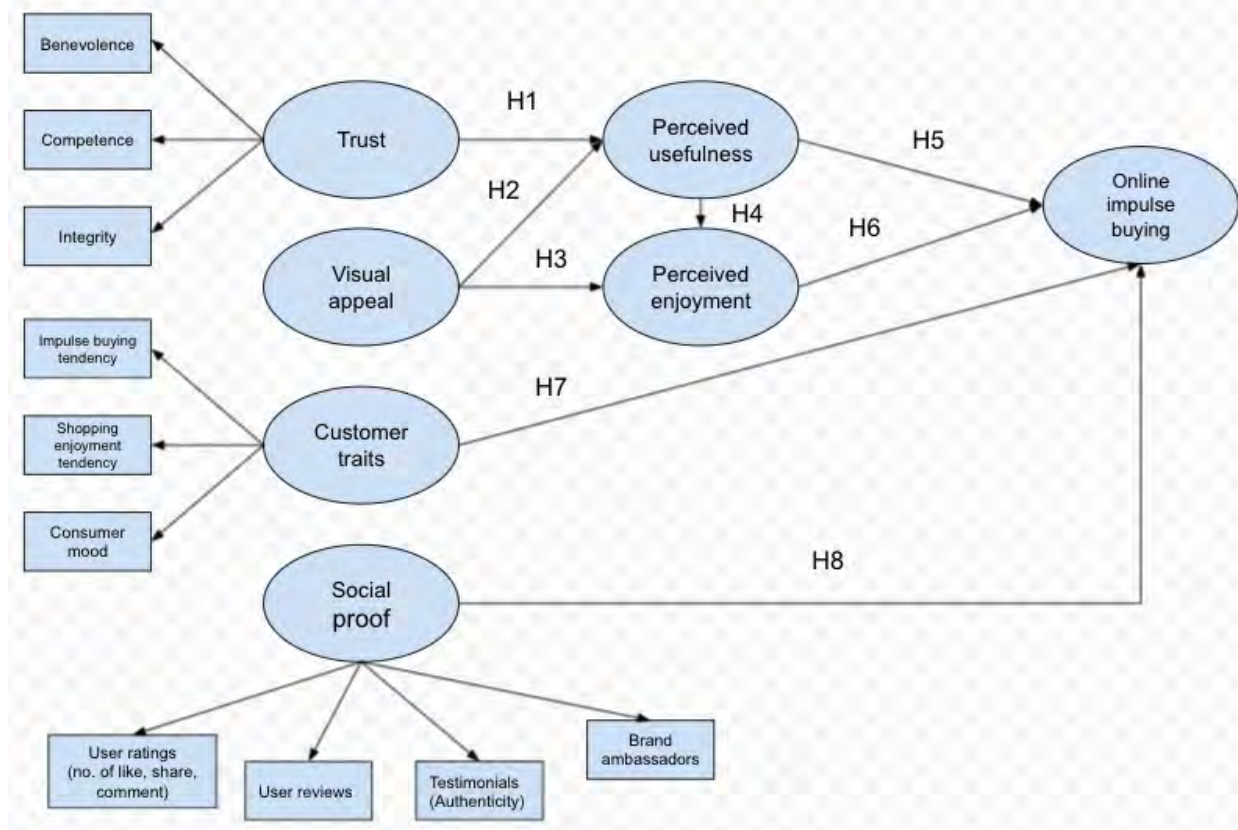 Benevolence
Competence
Integrity
Trust
H1
Perceived
usefulness
H5
Online
impulse
buying
H2
Visual
appeal
H3
H4
Perceived
enjoyment
H6
Impulse buying
tendency
Shopping
enjoyment
tendency
Consumer
mood
Customer
traits
H7
Social
proof
H8
User ratings
(no. of like, share,
comment)
User reviews
Testimonials
(Authenticity)
Brand
ambassadors